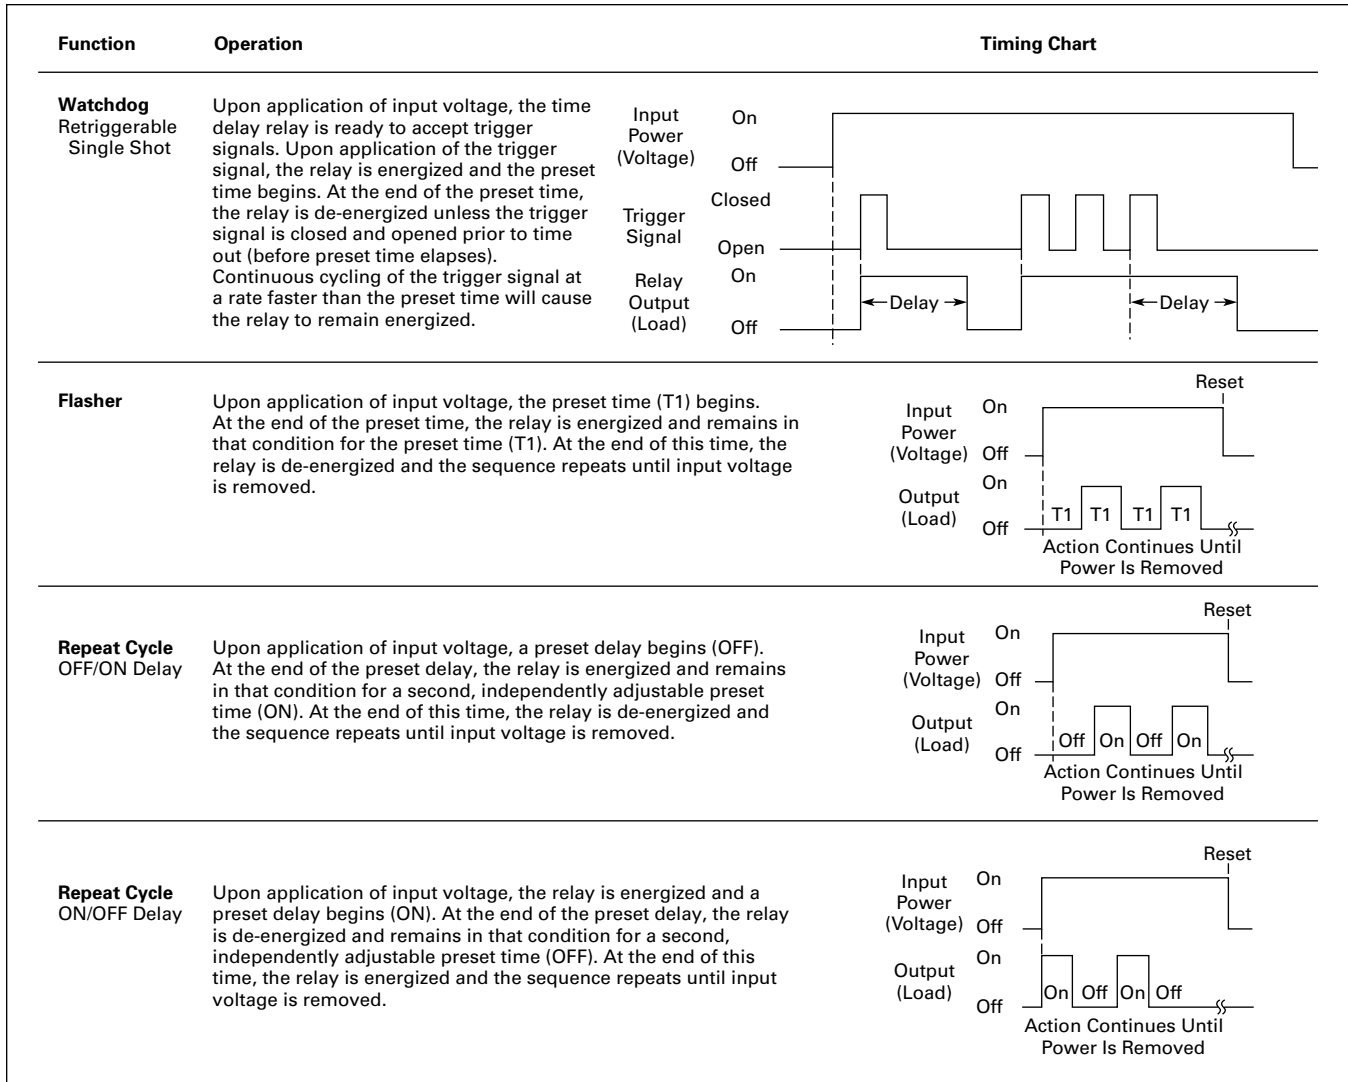 Function Operation Timing Chart
Watchdog
Retriggerable
Single Shot
Upon application of input voltage, the time
delay relay is ready to accept trigger
signals. Upon application of the trigger
signal, the relay is energized and the preset
time begins. At the end of the preset time,
the relay is de-energized unless the trigger
signal is closed and opened prior to time
out (before preset time elapses).
Continuous cycling of the trigger signal at
a rate faster than the preset time will cause
the relay to remain energized.
Input
Power
(Voltage)
On
Off
Trigger
Signal
Closed
Open
Relay
Output
(Load)
On
Off
Delay
Delay
Flasher
Upon application of input voltage, the preset time (T1) begins.
At the end of the preset time, the relay is energized and remains in
that condition for the preset time (T1). At the end of this time, the
relay is de-energized and the sequence repeats until input voltage
is removed.
Reset
Input
Power
(Voltage)
On
Off
Output
(Load)
On
Off
T1 T1 T1 T1
Action Continues Until
Power Is Removed
Repeat Cycle
OFF/ON Delay
Upon application of input voltage, a preset delay begins (OFF).
At the end of the preset delay, the relay is energized and remains
in that condition for a second, independently adjustable preset
time (ON). At the end of this time, the relay is de-energized and
the sequence repeats until input voltage is removed.
Reset
Input
Power
(Voltage)
On
Off
Output
(Load)
On
Off
Off On Off On
Action Continues Until
Power Is Removed
Repeat Cycle
ON/OFF Delay
Upon application of input voltage, the relay is energized and a
preset delay begins (ON). At the end of the preset delay, the relay
is de-energized and remains in that condition for a second,
independently adjustable preset time (OFF). At the end of this
time, the relay is energized and the sequence repeats until input
voltage is removed.
Reset
Input
Power
(Voltage)
On
Off
Output
(Load)
On
Off
On Off On Off
Action Continues Until
Power Is Removed